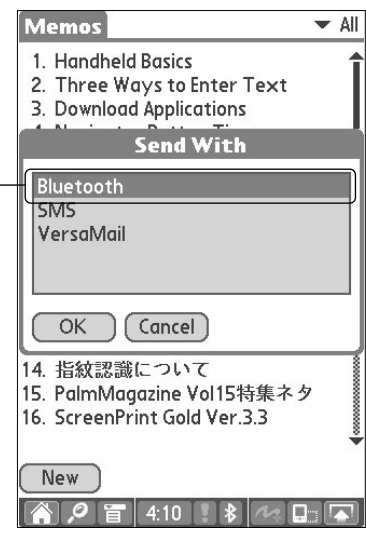 Memos
All
1. Handheld Basics
2. Three Ways to Enter Text
3. Download Applications
Send With
Bluetooth
SMS
VersaMail
OK
Cancel
14. 指紋認識について
15. PalmMagazine Vol15特集ネタ
16. ScreenPrint Gold Ver.3.3
New
4:10